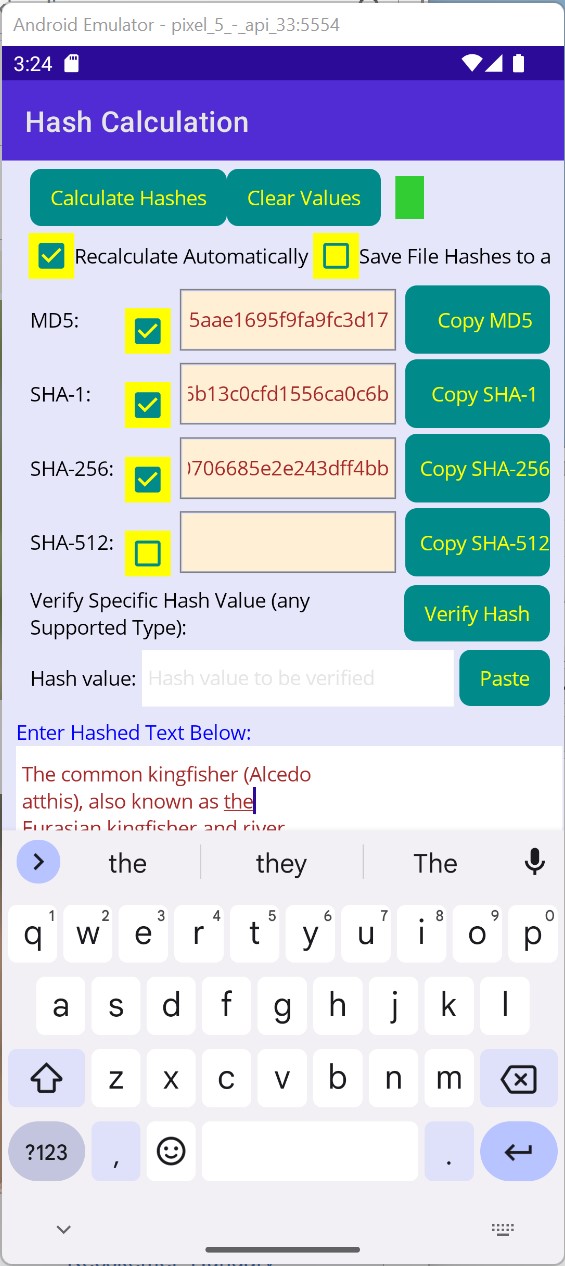 Android Emulator - pixel_5_-_api_33:5554
3:24
Hash Calculation
Calculate Hashes Clear Values
Recalculate Automatically Save File Hashes to a
MD5: 5aae1695f9fa9fc3d17 Copy MD5
SHA-1: 6b13c0cfd1556ca0c6b Copy SHA-1
SHA-256: 0706685e2e243dff4bb Copy SHA-256
SHA-512: Copy SHA-512
Verify Specific Hash Value (any
Supported Type):
Verify Hash
Hash value: Hash value to be verified Paste
Enter Hashed Text Below:
The common kingfisher (Alcedo
atthis), also known as the
Eurasian kingfisher and river
the they The
1 2 3 4 5 6 7 8 9 0
q w e r t y u i o p
a s d f g h j k l
z x c v b n m
?123 , .